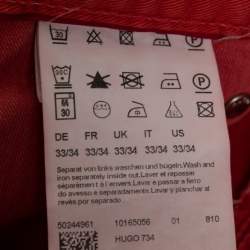 30
M
30
DE FR UK IT US
33/34 33/34 33/34 33/34 33/34
Separat von links waschen und bügeln.Wash and
iron separately inside out.Laver et repasser
séparément à l'envers.Lavare e passare a ferro
da rovescio separatamente.Lavar y planchar al
revés por separado.
50244961 10165056 01 810
HUGO 734